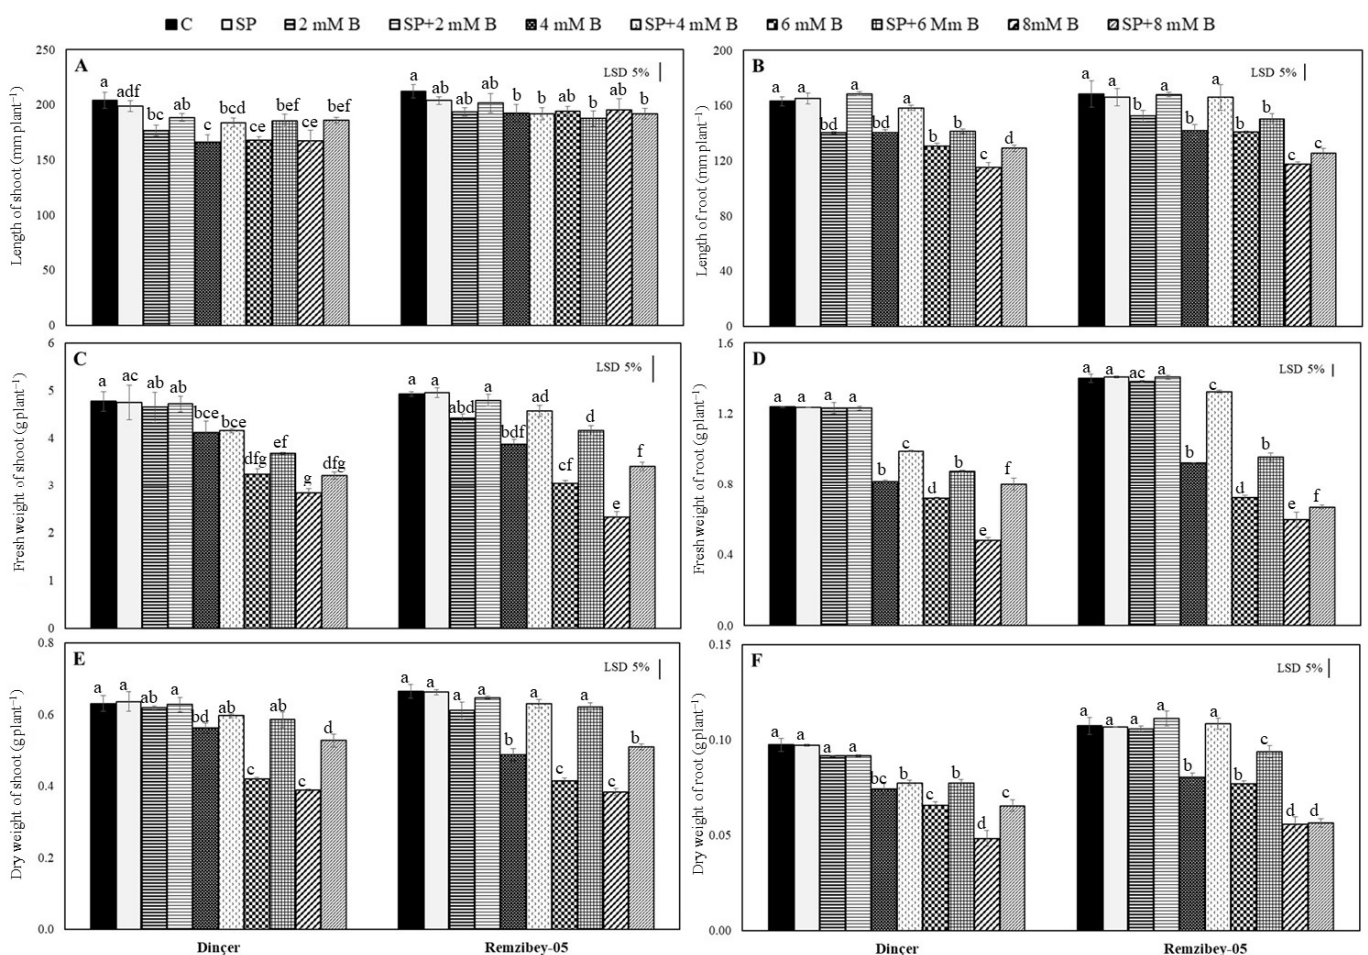 C SP 2 mM B SP+2 mM B 4 mM B SP+4 mM B 6 mM B SP+6 Mm B 8mM B SP+8 mM B
A
LSD 5%
Length of shoot (mm plant⁻¹)
250
200
150
100
50
0
a adf bc ab c bcd ce bef ce bef
a ab ab ab b b ab b ab b
B
LSD 5%
Length of root (mm plant⁻¹)
200
160
120
80
40
0
a a bd a bd a b b c d
a a b a b a b b c c
C
LSD 5%
Fresh weight of shoot (g plant⁻¹)
6
5
4
3
2
1
0
a ac ab ab bce bce dfg ef g dfg
a a abd a bdf ad cf d e f
D
LSD 5%
Fresh weight of root (g plant⁻¹)
1.6
1.2
0.8
0.4
0.0
a a a a b c d b e f
a a ac a b c d b e f
E
LSD 5%
Dry weight of shoot (g plant⁻¹)
0.8
0.6
0.4
0.2
0.0
a a ab a bd ab c ab c d
a a a a b a c a c b
Dinçer Remzibey-05
F
LSD 5%
Dry weight of root (g plant⁻¹)
0.15
0.10
0.05
0.00
a a a a bc b c b d c
a a a a b a b c d d
Dinçer Remzibey-05